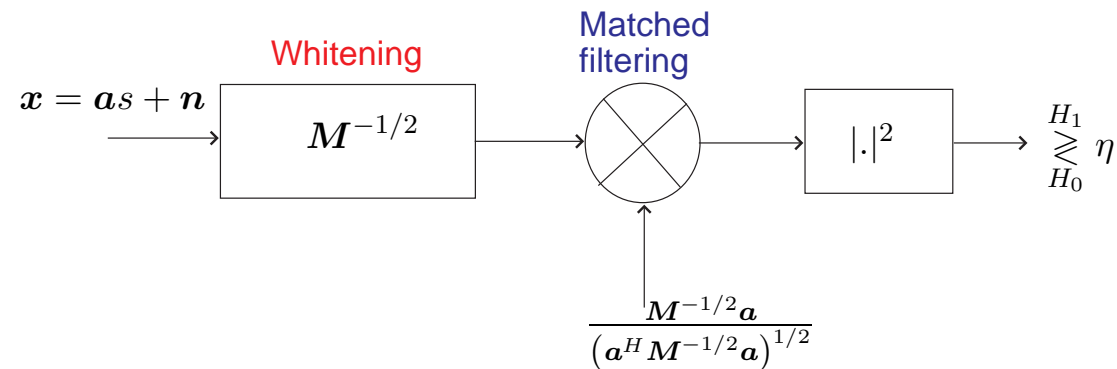 Whitening
Matched
filtering
x = as + n
M^{-1/2}
|.|^2
H_1
≷ η
H_0
M^{-1/2}a
(a^H M^{-1/2}a)^{1/2}